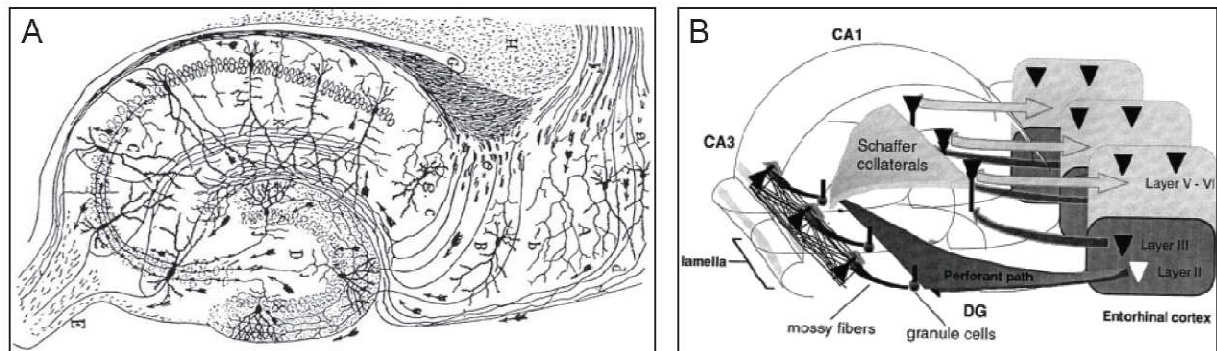 A
H
G
K
C
D
B
A
E
B
CA1
CA3
Schaffer
collaterals
Layer V - VI
Layer III
Layer II
lamella
Perforant path
DG
mossy fibers
granule cells
Entorhinal cortex